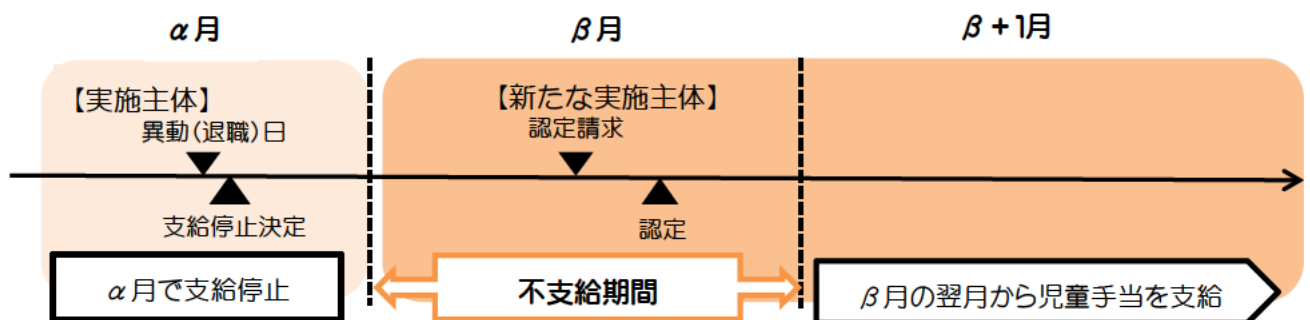 α月
β月
β+1月
【実施主体】
異動(退職)日
【新たな実施主体】
認定請求
支給停止決定
認定
α月で支給停止
不支給期間
β月の翌月から児童手当を支給